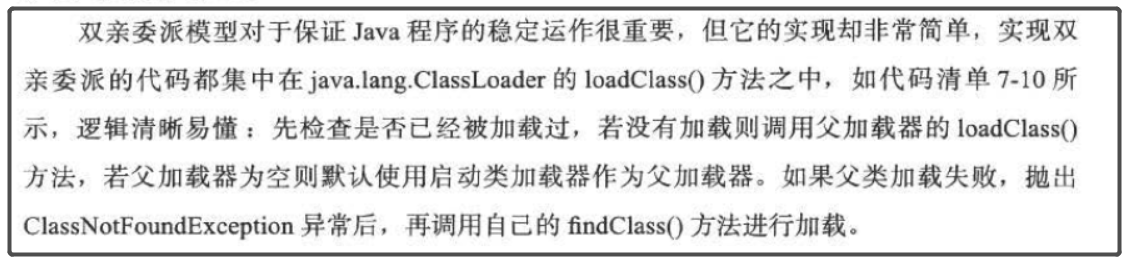 双亲委派模型对于保证 Java 程序的稳定运作很重要，但它的实现却非常简单，实现双
亲委派的代码都集中在 java.lang.ClassLoader 的 loadClass() 方法之中，如代码清单 7-10 所
示，逻辑清晰易懂：先检查是否已经被加载过，若没有加载则调用父加载器的 loadClass()
方法，若父加载器为空则默认使用启动类加载器作为父加载器。如果父类加载失败，抛出
ClassNotFoundException 异常后，再调用自己的 findClass() 方法进行加载。